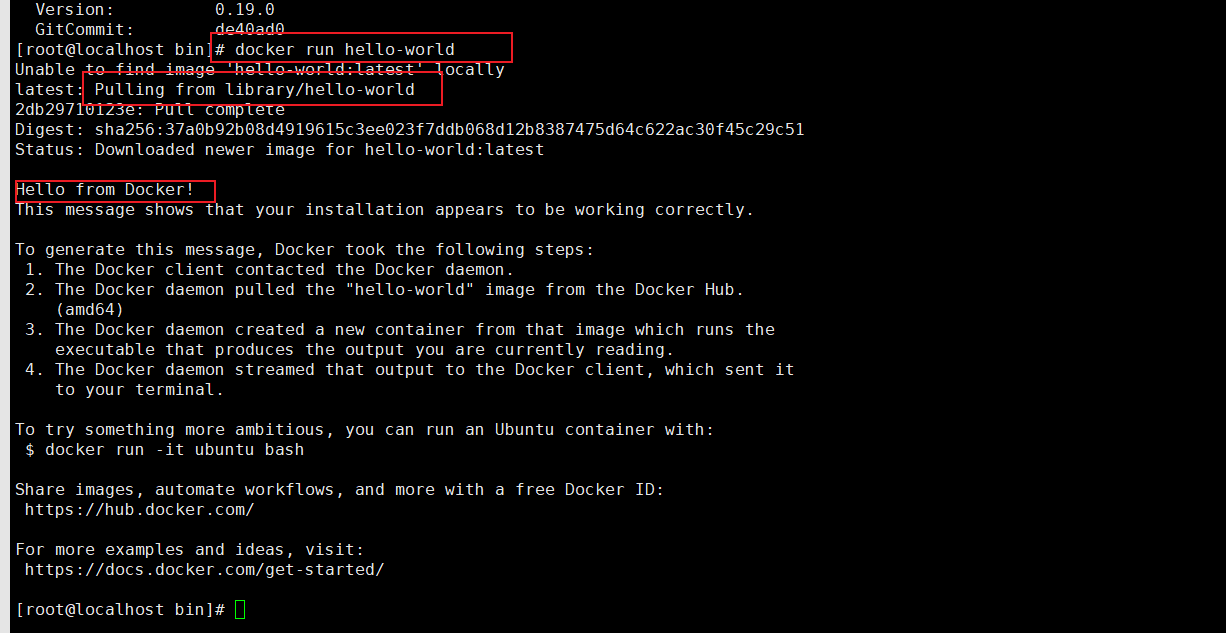 Version: 0.19.0
GitCommit: de40ad0
[root@localhost bin]# docker run hello-world
Unable to find image 'hello-world:latest' locally
latest: Pulling from library/hello-world
2db29710123e: Pull complete
Digest: sha256:37a0b92b08d4919615c3ee023f7ddb068d12b8387475d64c622ac30f45c29c51
Status: Downloaded newer image for hello-world:latest
Hello from Docker!
This message shows that your installation appears to be working correctly.
To generate this message, Docker took the following steps:
1. The Docker client contacted the Docker daemon.
2. The Docker daemon pulled the "hello-world" image from the Docker Hub.
(amd64)
3. The Docker daemon created a new container from that image which runs the
executable that produces the output you are currently reading.
4. The Docker daemon streamed that output to the Docker client, which sent it
to your terminal.
To try something more ambitious, you can run an Ubuntu container with:
$ docker run -it ubuntu bash
Share images, automate workflows, and more with a free Docker ID:
https://hub.docker.com/
For more examples and ideas, visit:
https://docs.docker.com/get-started/
[root@localhost bin]#